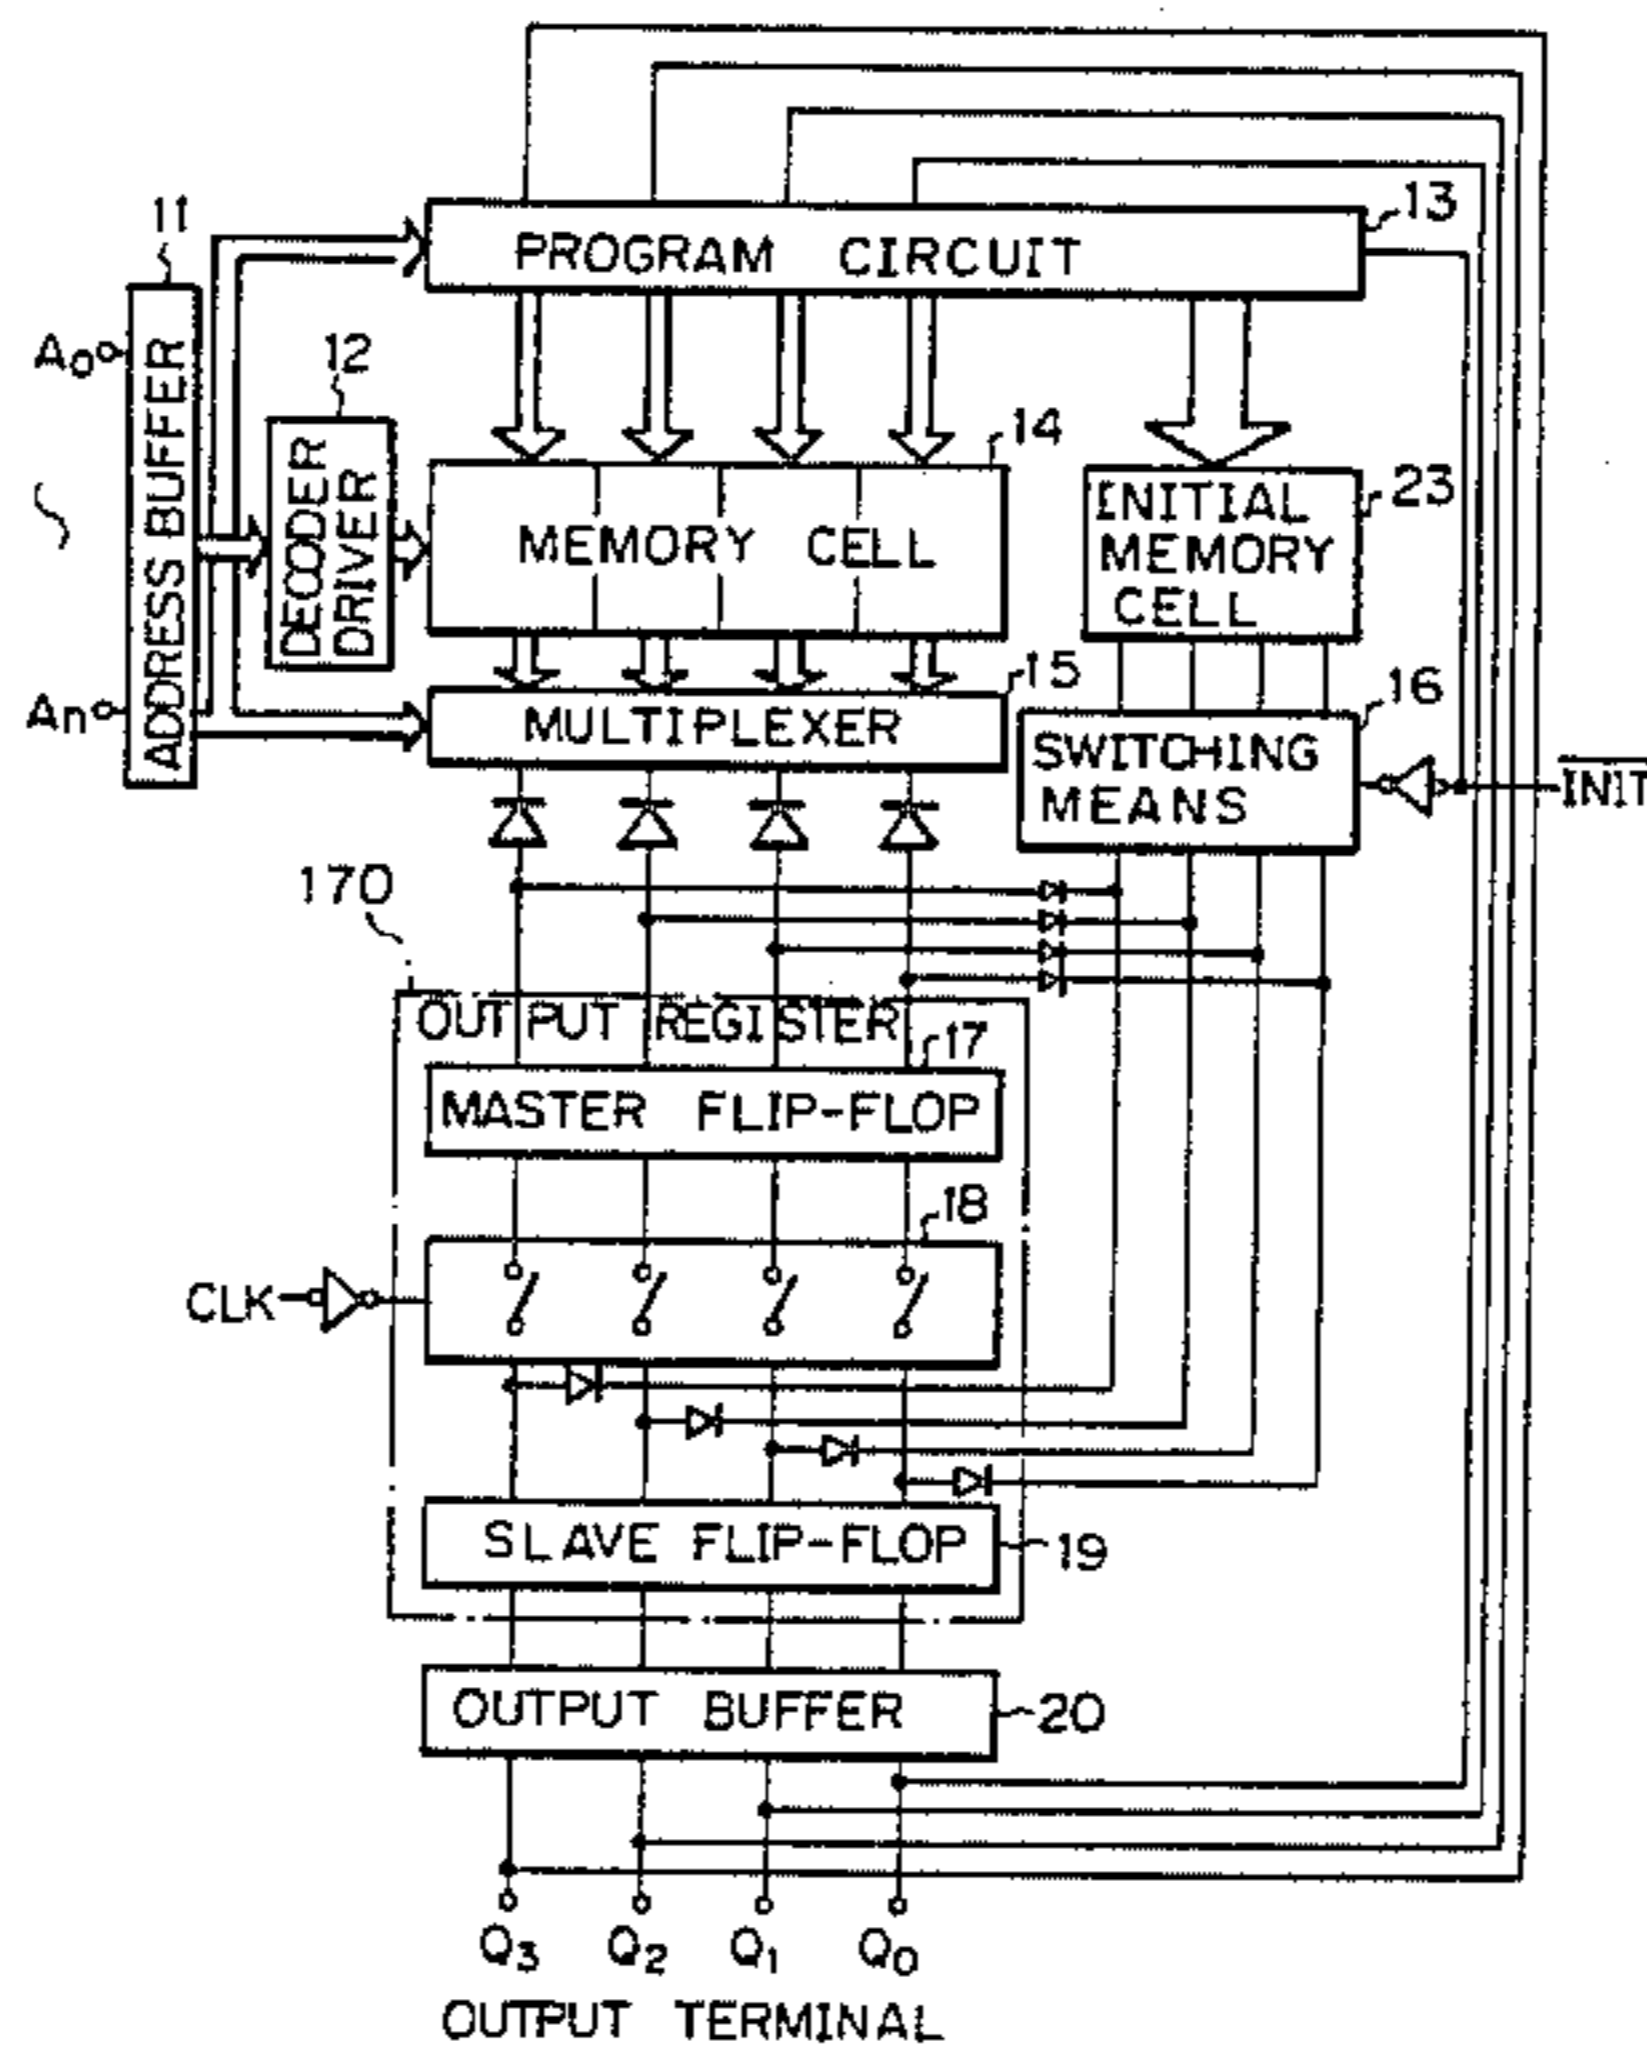 13
PROGRAM CIRCUIT
11
A0
ADDRESS BUFFER
An
12
DECODER
DRIVER
14
MEMORY CELL
23
INITIAL
MEMORY
CELL
15
MULTIPLEXER
16
SWITCHING
MEANS
INIT
170
OUTPUT REGISTER
17
MASTER FLIP-FLOP
18
CLK
SLAVE FLIP-FLOP
19
OUTPUT BUFFER
20
Q3 Q2 Q1 Q0
OUTPUT TERMINAL